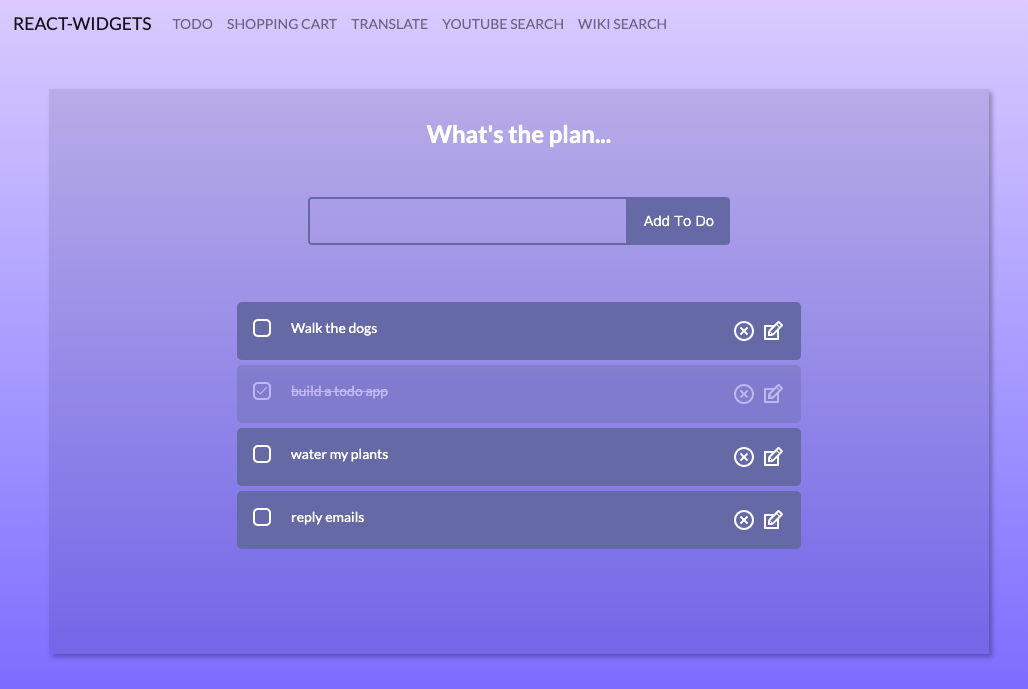 REACT-WIDGETS TODO SHOPPING CART TRANSLATE YOUTUBE SEARCH WIKI SEARCH
What's the plan...
Add To Do
Walk the dogs
build a todo app
water my plants
reply emails